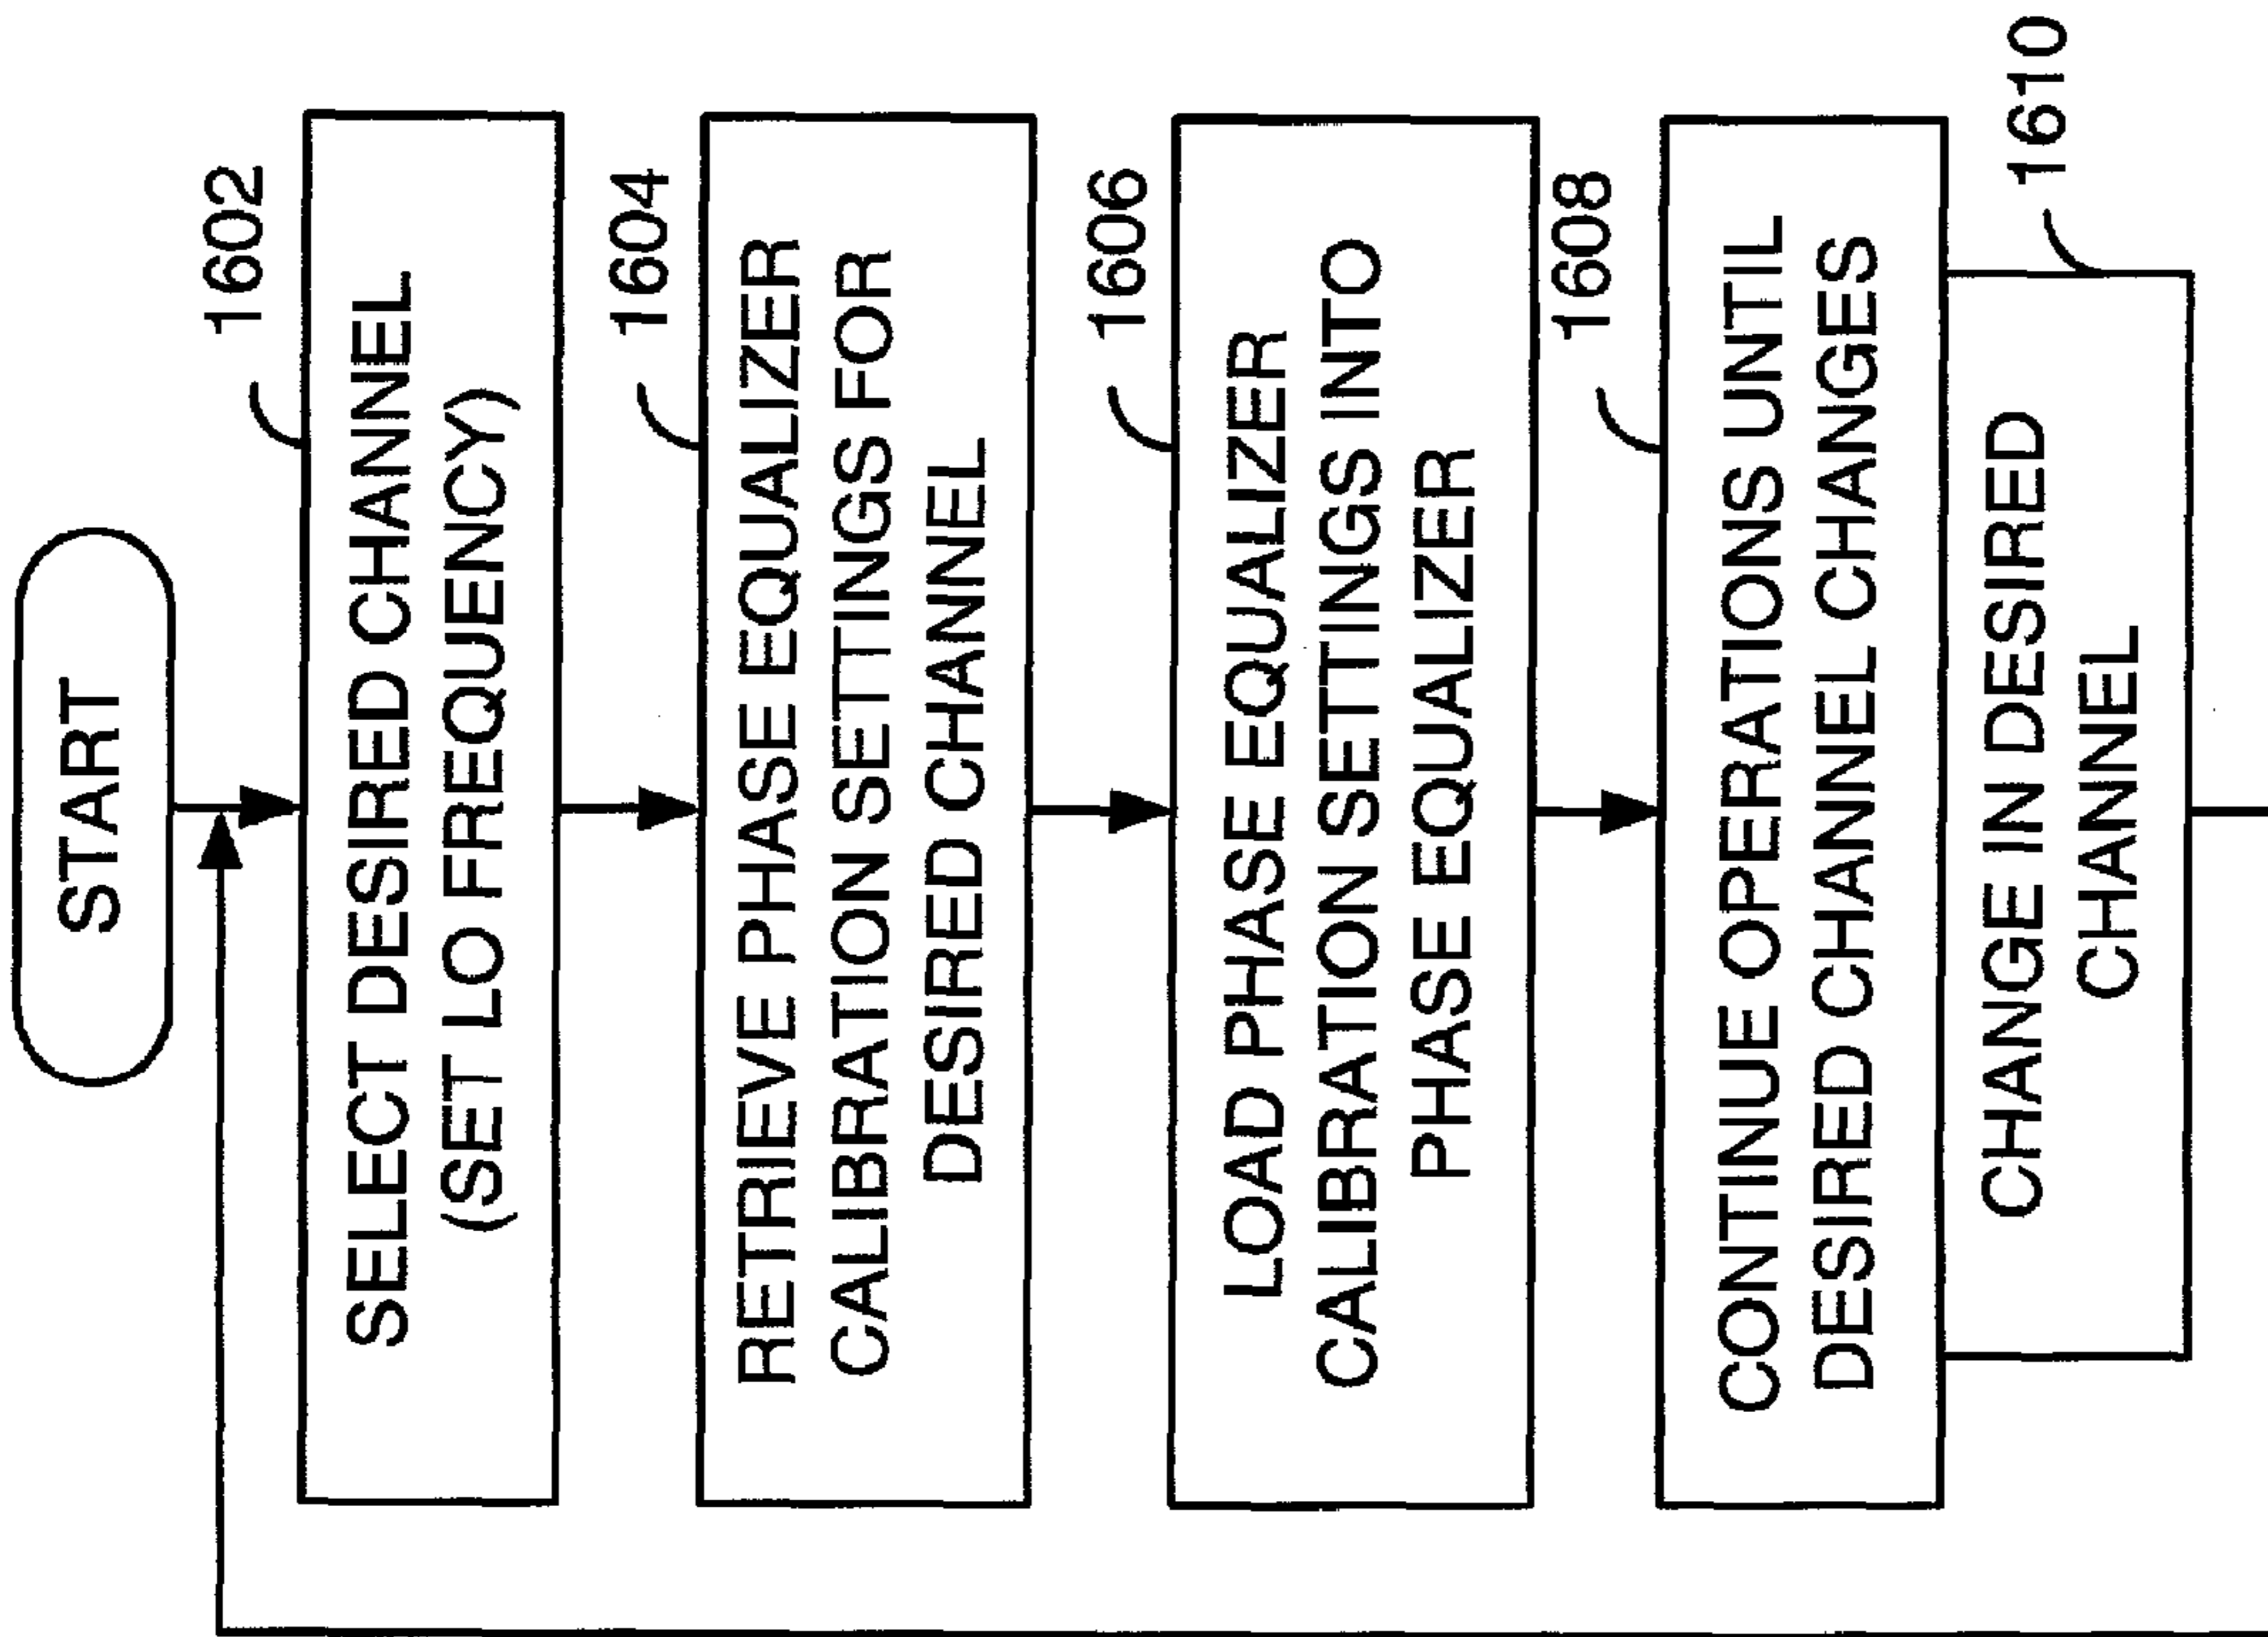 START
1602
SELECT DESIRED CHANNEL
(SET LO FREQUENCY)
1604
RETRIEVE PHASE EQUALIZER
CALIBRATION SETTINGS FOR
DESIRED CHANNEL
1606
LOAD PHASE EQUALIZER
CALIBRATION SETTINGS INTO
PHASE EQUALIZER
1608
CONTINUE OPERATIONS UNTIL
DESIRED CHANNEL CHANGES
1610
CHANGE IN DESIRED
CHANNEL